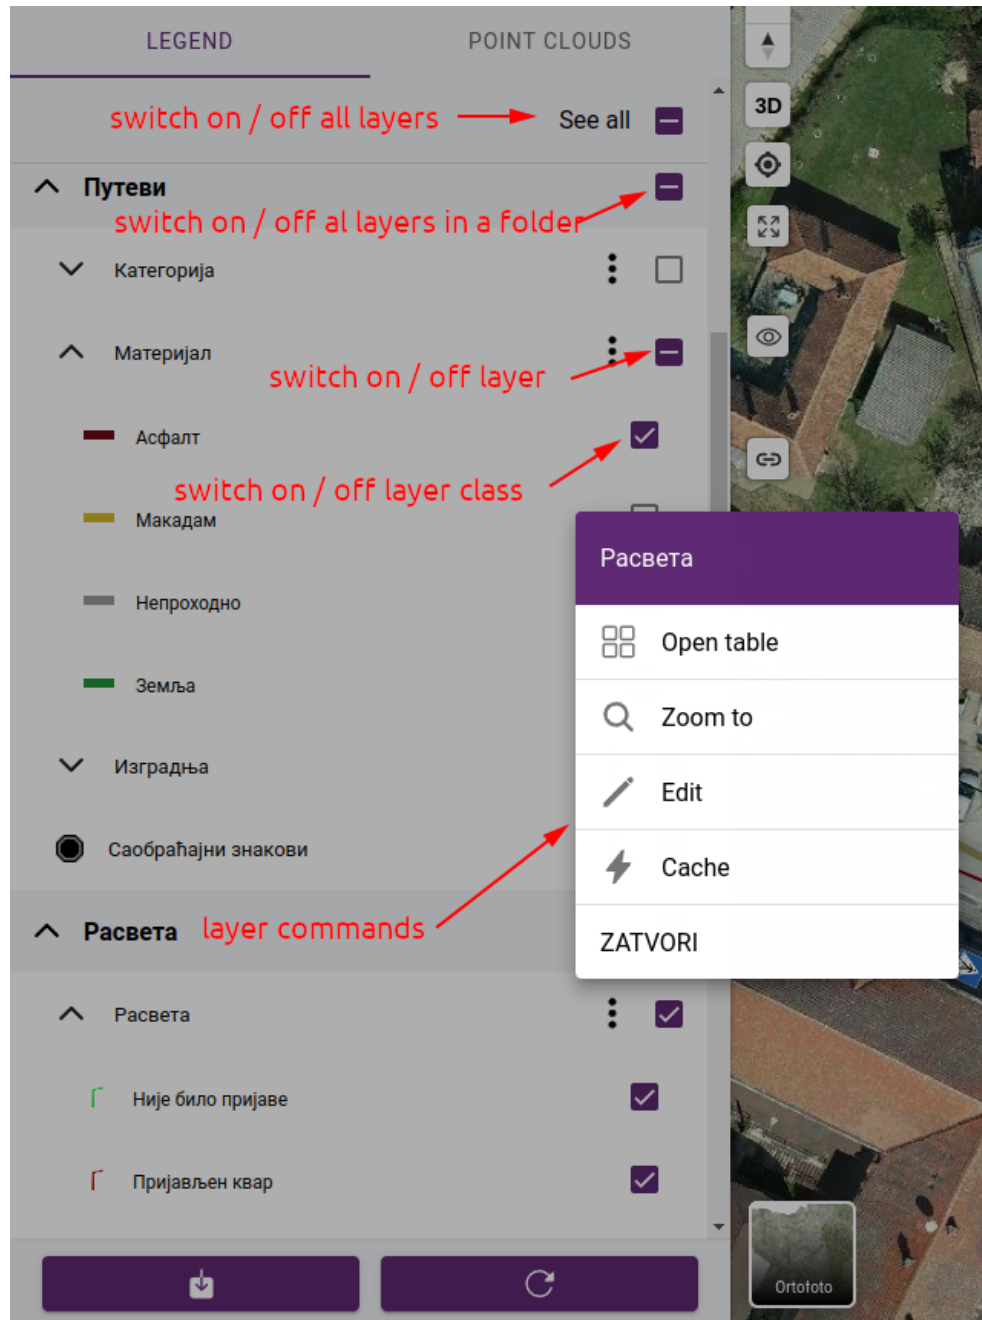 LEGEND
POINT CLOUDS
switch on / off all layers
See all
3D
Путеви
switch on / off al layers in a folder
Категорија
Материјал
switch on / off layer
Асфалт
switch on / off layer class
Макадам
Расвета
Непроходно
Open table
Земља
Zoom to
Изградња
Edit
Саобраћајни знакови
Cache
Расвета
layer commands
ZATVORI
Расвета
Није било пријаве
Пријављен квар
Ortofoto